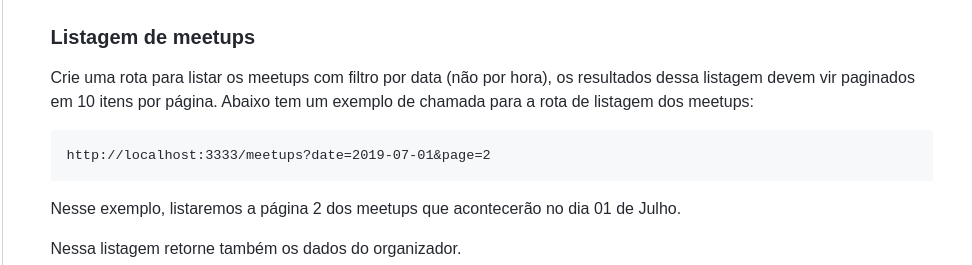 Listagem de meetups
Crie uma rota para listar os meetups com filtro por data (não por hora), os resultados dessa listagem devem vir paginados
em 10 itens por página. Abaixo tem um exemplo de chamada para a rota de listagem dos meetups:
http://localhost:3333/meetups?date=2019-07-01&page=2
Nesse exemplo, listaremos a página 2 dos meetups que acontecerão no dia 01 de Julho.
Nessa listagem retorne também os dados do organizador.